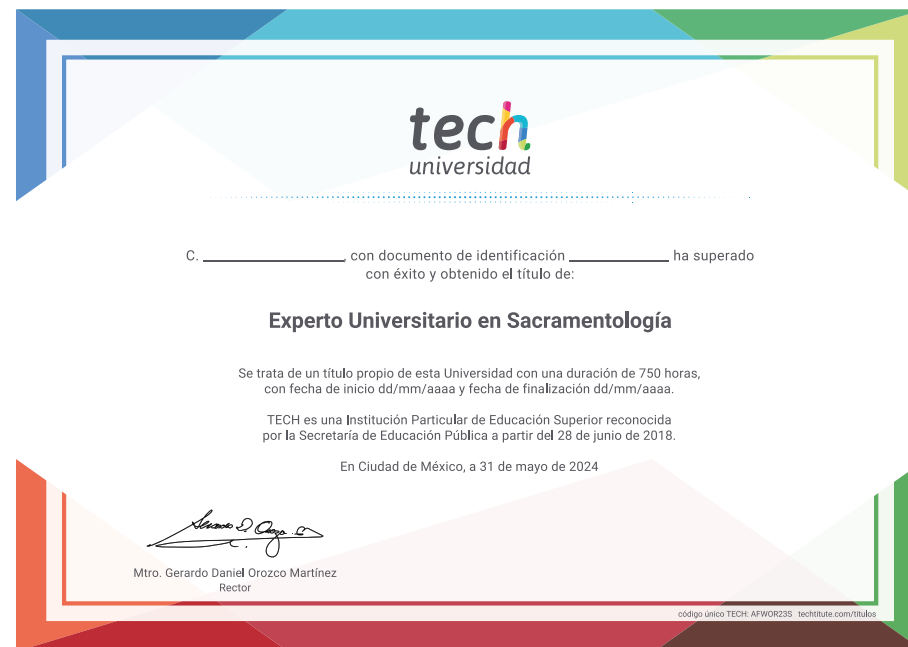 tech
universidad
C. ____________, con documento de identificación ____________ ha superado
con éxito y obtenido el título de:
Experto Universitario en Sacramentología
Se trata de un título propio de esta Universidad con una duración de 750 horas,
con fecha de inicio dd/mm/aaaa y fecha de finalización dd/mm/aaaa.
TECH es una Institución Particular de Educación Superior reconocida
por la Secretaría de Educación Pública a partir del 28 de junio de 2018.
En Ciudad de México, a 31 de mayo de 2024
Mtro. Gerardo Daniel Orozco Martínez
Rector
código único TECH: AFWOR23S techtitute.com/titulos